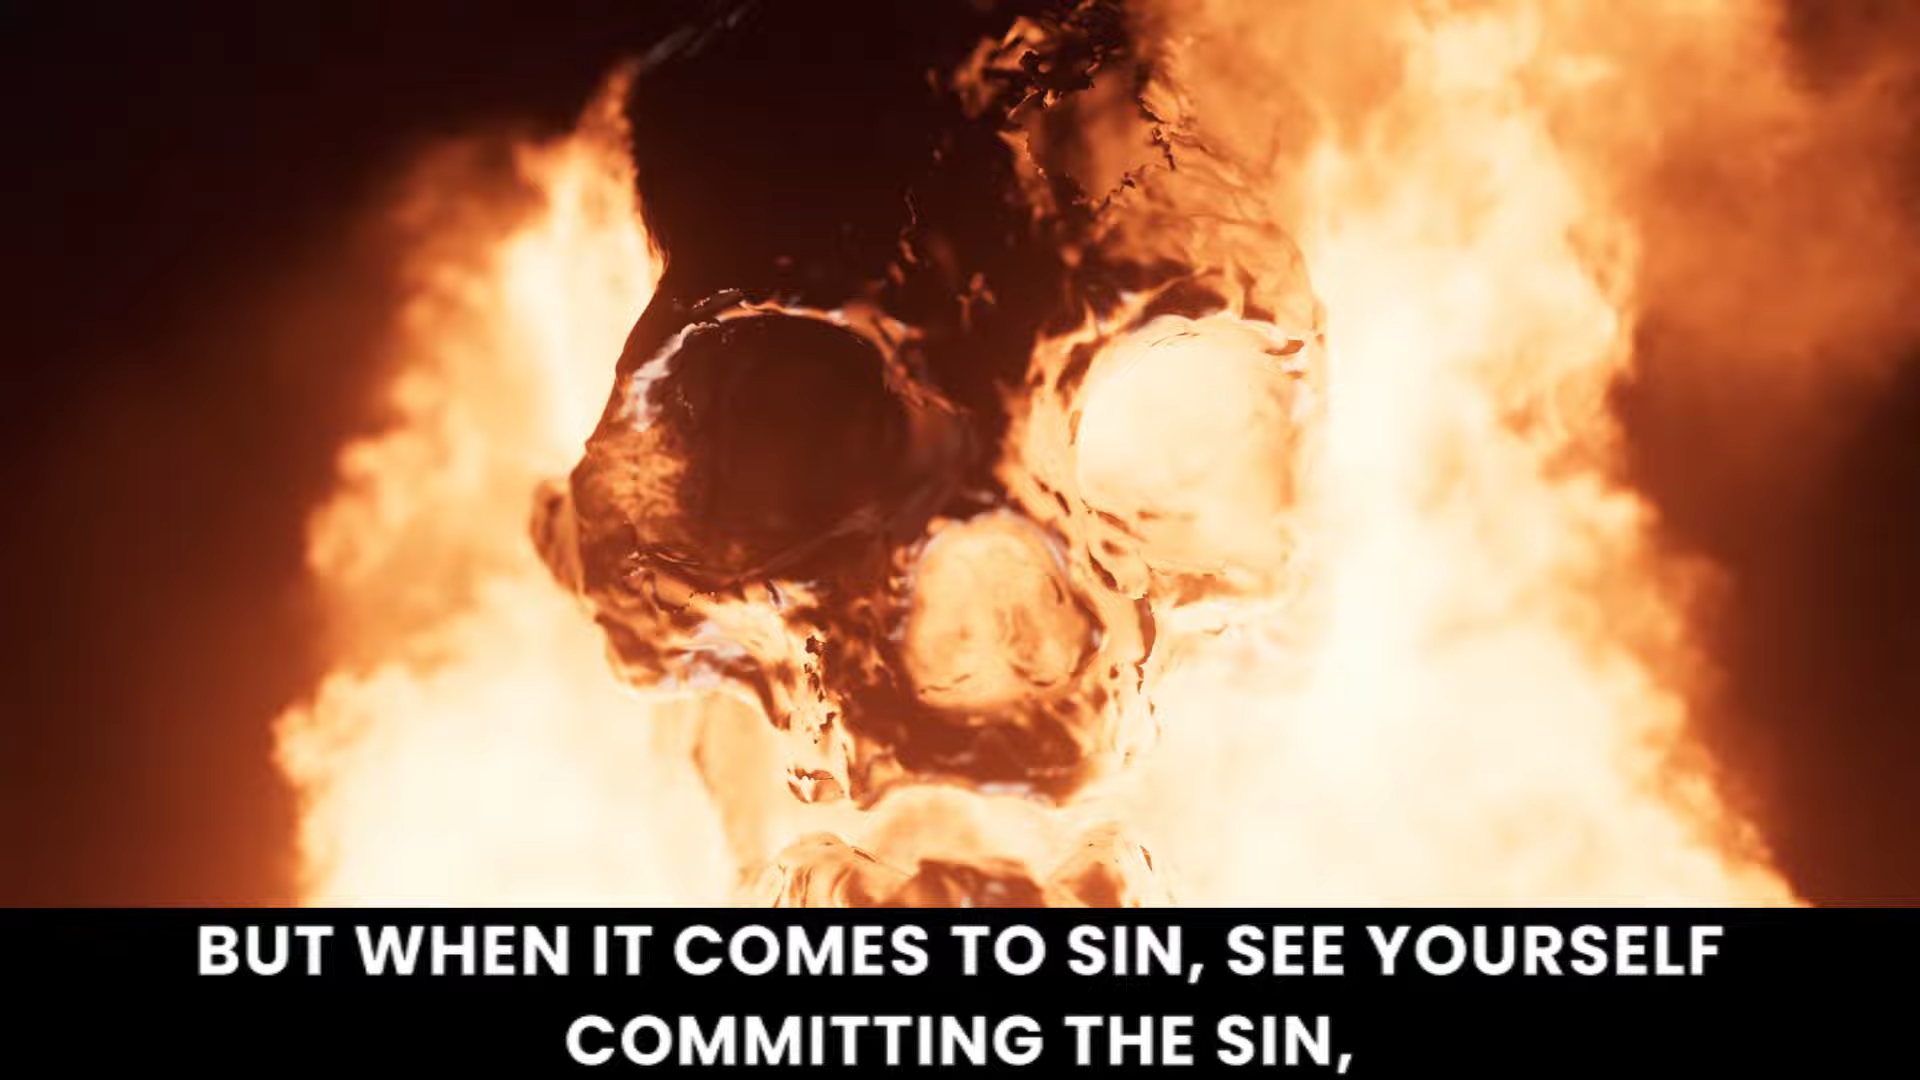 BUT WHEN IT COMES TO SIN, SEE YOURSELF
COMMITTING THE SIN,